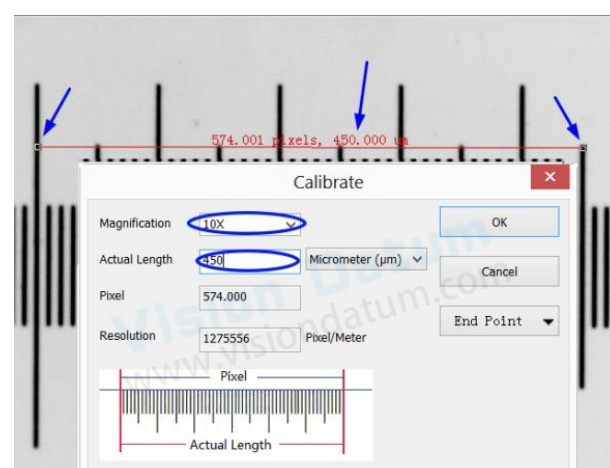 574.001 pixels, 450.000 um
Calibrate
Magnification 10X OK
Actual Length 450 Micrometer (µm) Cancel
Pixel 574.000
End Point
Resolution 1275556 Pixel/Meter
Vision Datum
www.visiondatum.com
Pixel
Actual Length